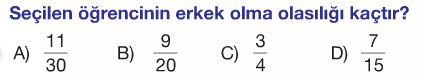 Seçilen öğrencinin erkek olma olasılığı kaçtır?
A) 11/30 B) 9/20 C) 3/4 D) 7/15